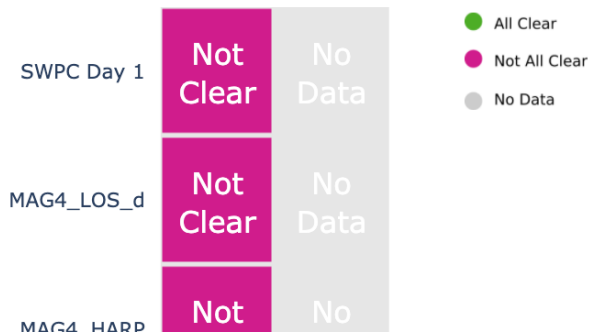 SWPC Day 1
Not
Clear
No
Data
MAG4_LOS_d
Not
Clear
No
Data
MAG4_HARP
Not
No
All Clear
Not All Clear
No Data